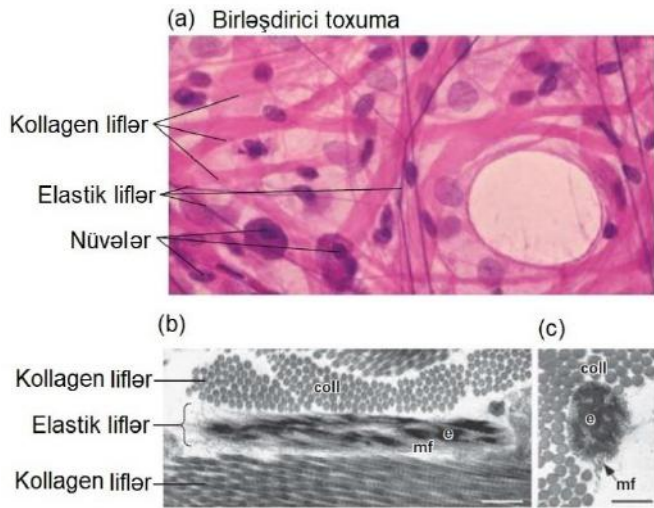 (a) Birləşdirici toxuma
Kollagen liflər
Elastik liflər
Nüvələr
(b)
(c)
Kollagen liflər
coll
coll
Elastik liflər
e
e
mf
mf
Kollagen liflər